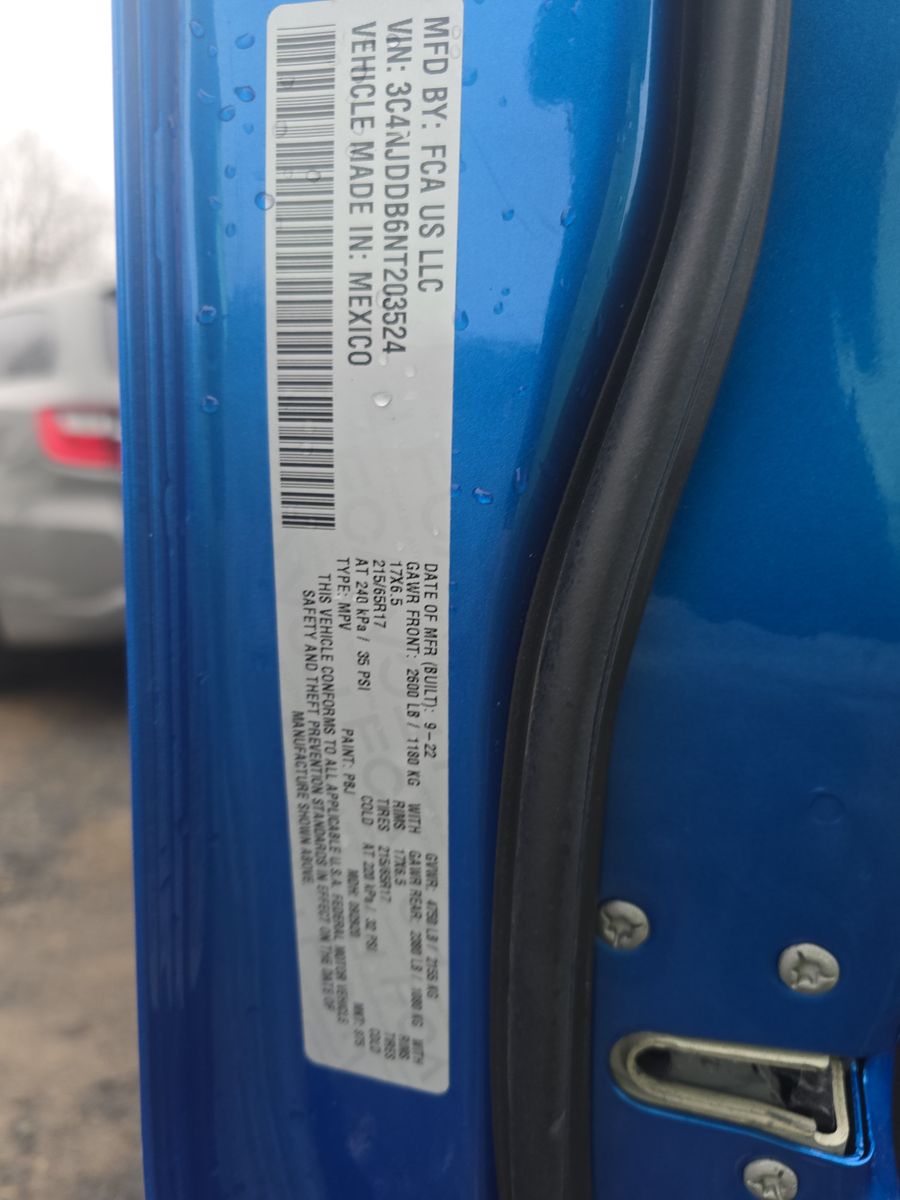 MFD BY: FCA US LLC
VIN: 3C4NJDDB6NT203524
VEHICLE MADE IN: MEXICO
DATE OF MFR (BUILT): 9-22 GVWR: 4750 LB / 2155 KG
GAWR FRONT: 2600 LB / 1180 KG WITH GAWR REAR: LB / 1080 KG WITH
17X6.5 RIMS 17X6.5 RIMS
215/65R17 TIRES 215/65R17 TIRES
AT 240 kPa / 35 PSI COLD AT 220 kPa / 32 PSI COLD
TYPE: MPV PAINT: PBJ MDH:
THIS VEHICLE CONFORMS TO ALL APPLICABLE U.S.A. FEDERAL MOTOR VEHICLE
SAFETY AND THEFT PREVENTION STANDARDS IN EFFECT ON THE DATE OF
MANUFACTURE SHOWN ABOVE.